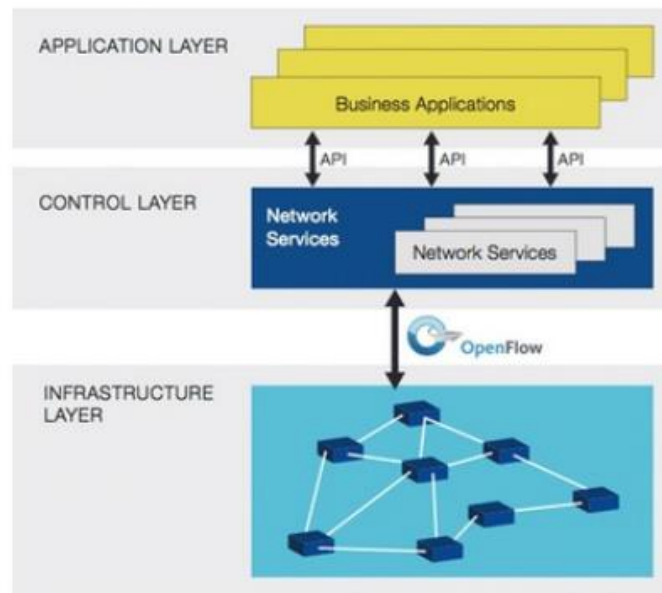 APPLICATION LAYER
Business Applications
API
API
API
CONTROL LAYER
Network
Services
Network Services
OpenFlow
INFRASTRUCTURE
LAYER